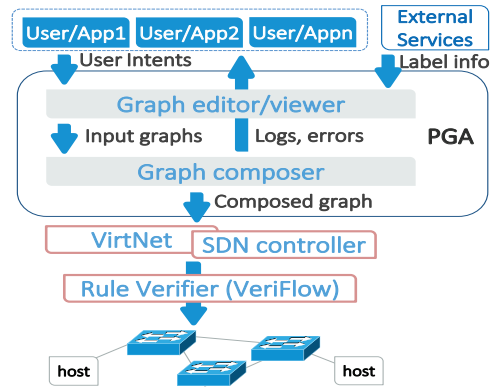 User/App1 User/App2 User/Appn
External
Services
User Intents
Label info
Graph editor/viewer
Input graphs
Logs, errors
PGA
Graph composer
Composed graph
VirtNet
SDN controller
Rule Verifier (VeriFlow)
host
host